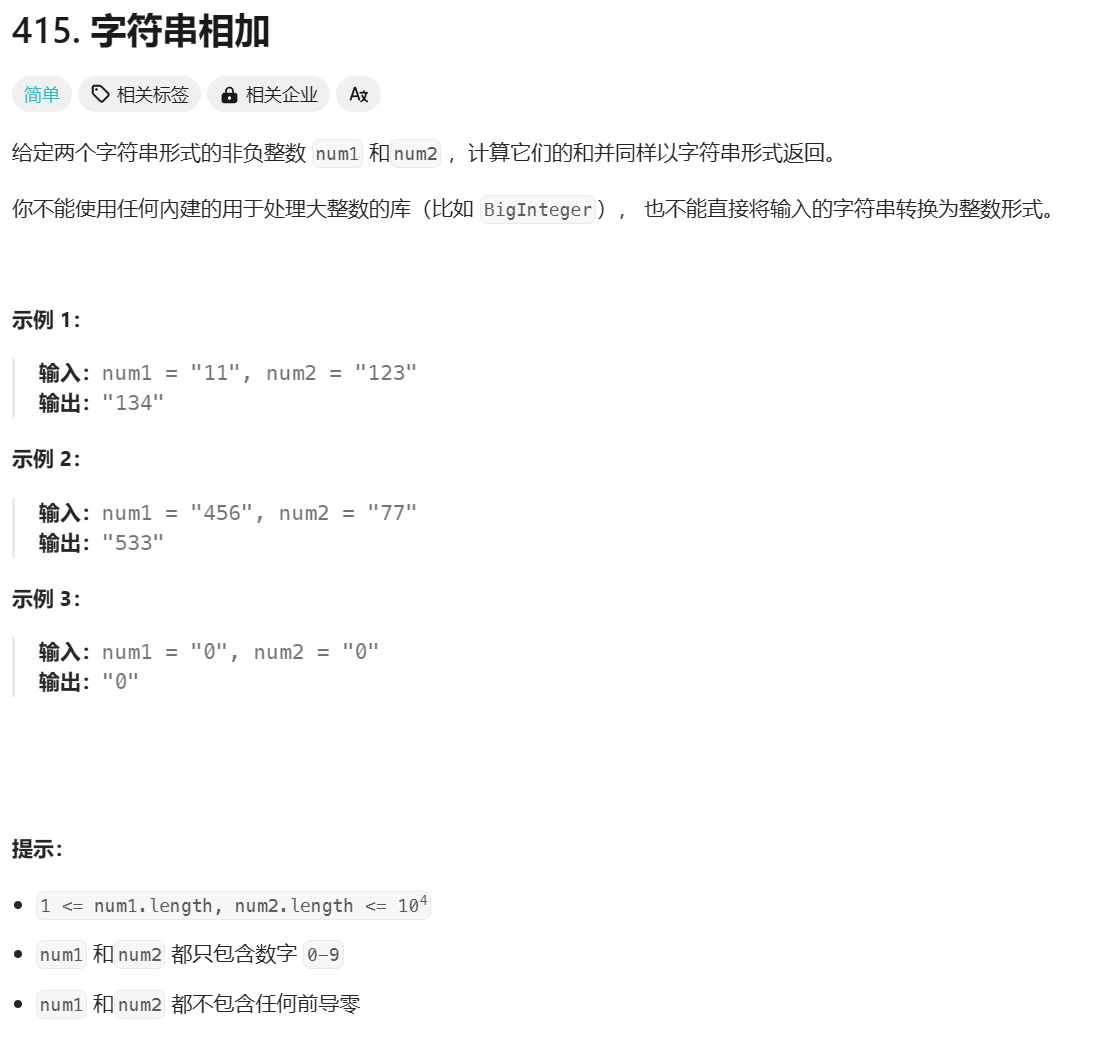 415. 字符串相加
简单 相关标签 相关企业 A文
给定两个字符串形式的非负整数 num1 和num2 ，计算它们的和并同样以字符串形式返回。
你不能使用任何內建的用于处理大整数的库（比如 BigInteger）， 也不能直接将输入的字符串转换为整数形式。
示例 1：
输入：num1 = "11", num2 = "123"
输出："134"
示例 2：
输入：num1 = "456", num2 = "77"
输出："533"
示例 3：
输入：num1 = "0", num2 = "0"
输出："0"
提示：
1 <= num1.length, num2.length <= 10⁴
num1 和num2 都只包含数字 0-9
num1 和num2 都不包含任何前导零